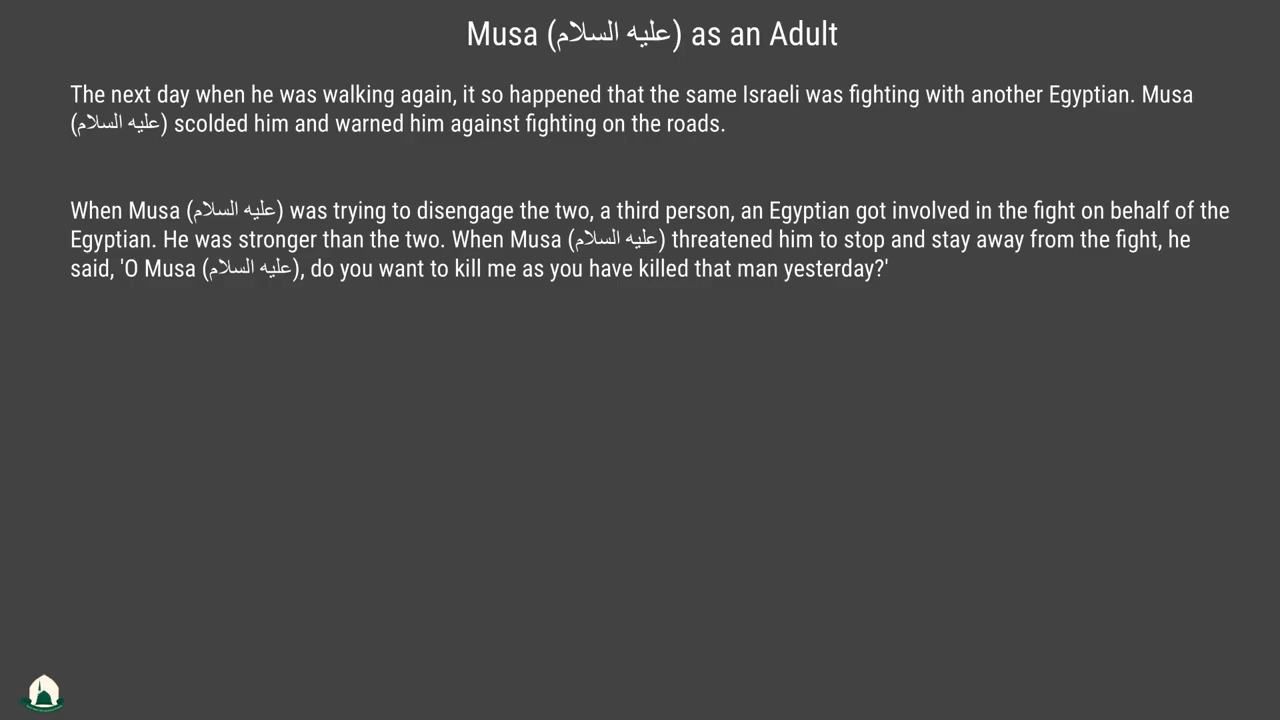 Musa (عليه السلام) as an Adult
The next day when he was walking again, it so happened that the same Israeli was fighting with another Egyptian. Musa
(عليه السلام) scolded him and warned him against fighting on the roads.
When Musa (عليه السلام) was trying to disengage the two, a third person, an Egyptian got involved in the fight on behalf of the
Egyptian. He was stronger than the two. When Musa (عليه السلام) threatened him to stop and stay away from the fight, he
said, 'O Musa (عليه السلام), do you want to kill me as you have killed that man yesterday?'